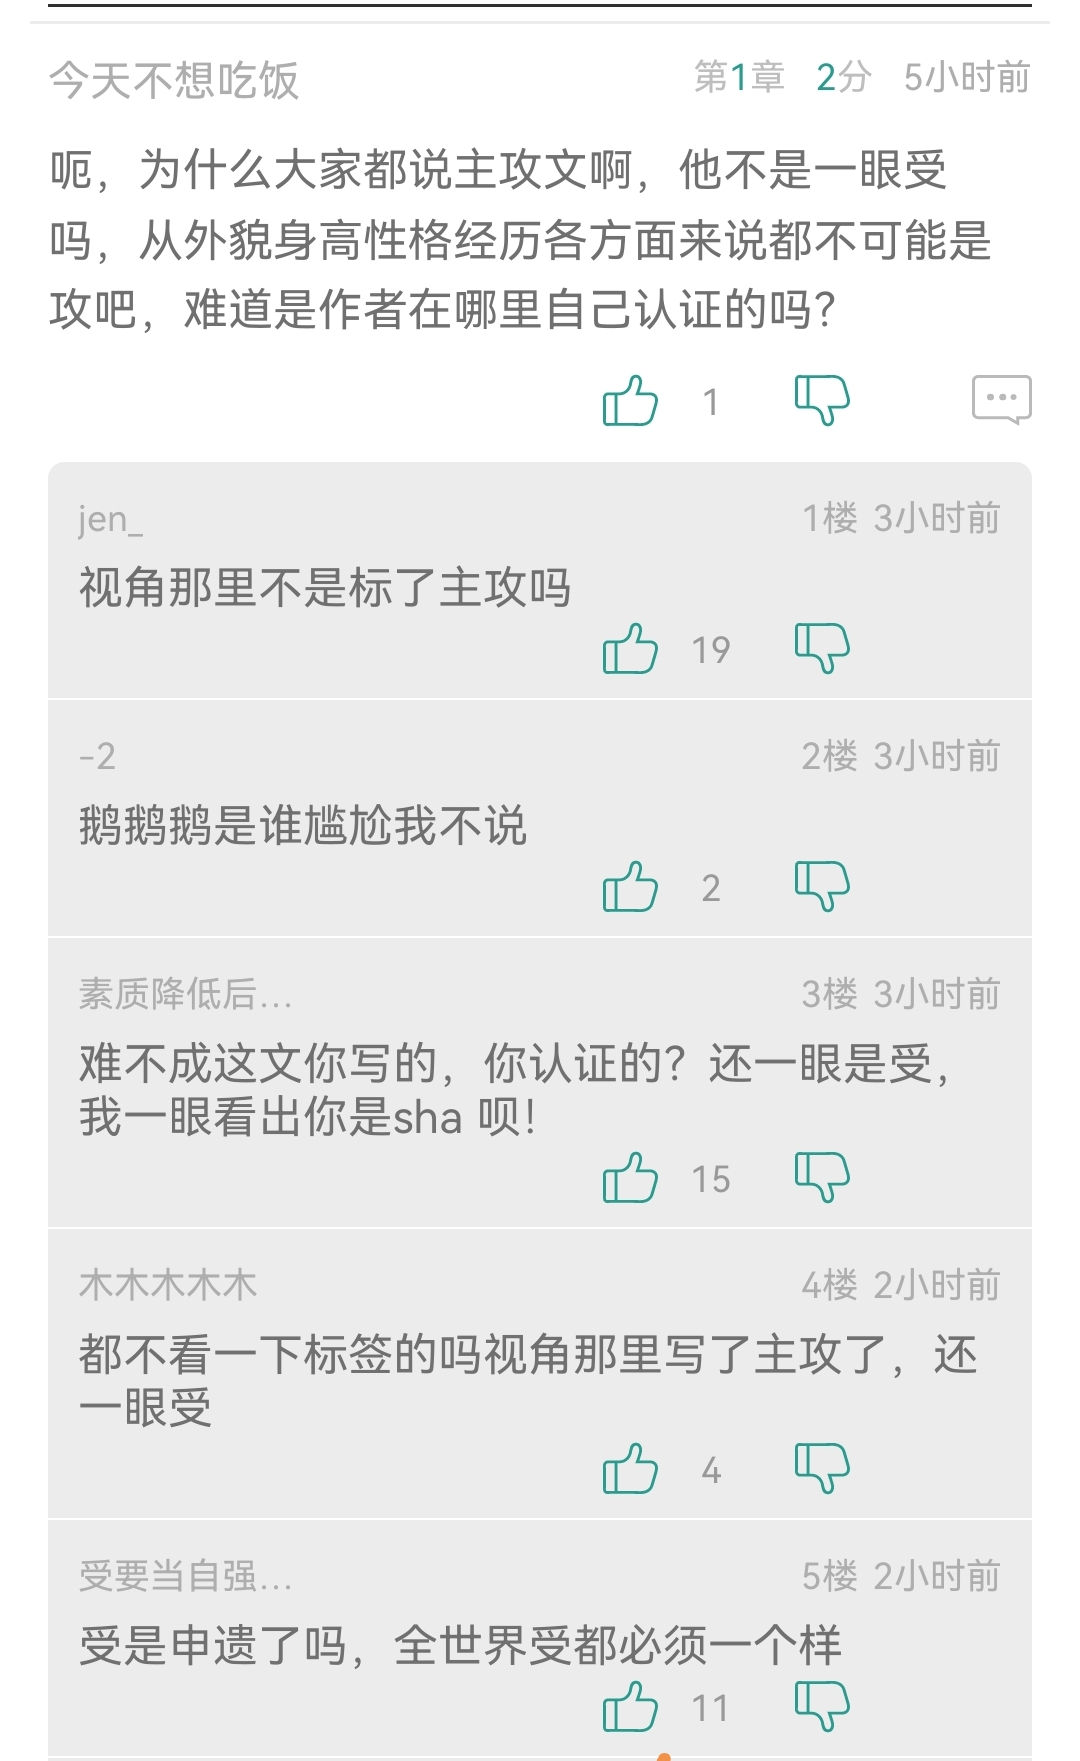 今天不想吃饭 第1章 2分 5小时前
呃，为什么大家都说主攻文啊，他不是一眼受
吗，从外貌身高性格经历各方面来说都不可能是
攻吧，难道是作者在哪里自己认证的吗？
1
jen_ 1楼 3小时前
视角那里不是标了主攻吗
19
-2 2楼 3小时前
鹅鹅鹅是谁尴尬我不说
2
素质降低后... 3楼 3小时前
难不成这文你写的，你认证的？还一眼是受，
我一眼看出你是sha 呗！
15
木木木木木 4楼 2小时前
都不看一下标签的吗视角那里写了主攻了，还
一眼受
4
受要当自强... 5楼 2小时前
受是申遗了吗，全世界受都必须一个样
11